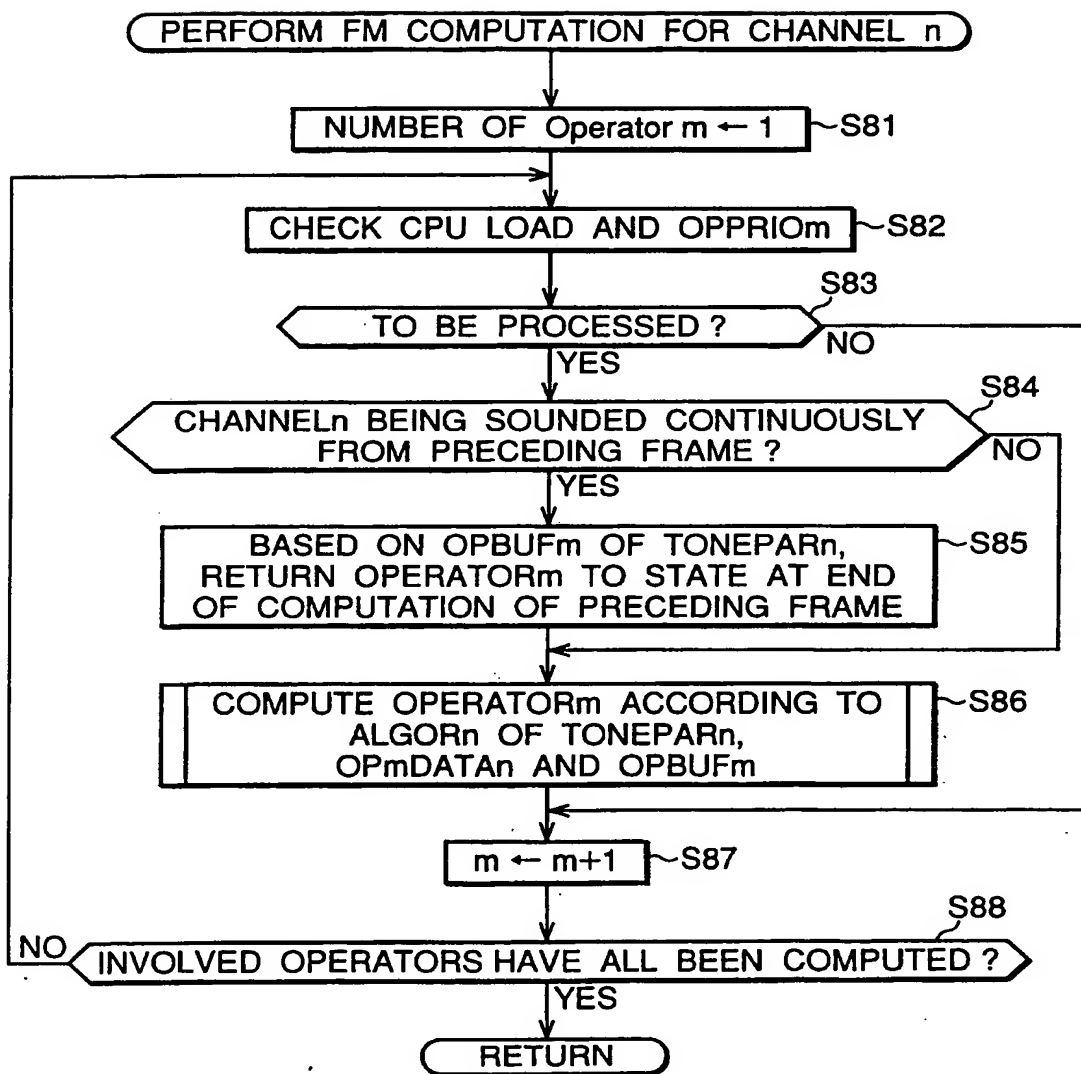 PERFORM FM COMPUTATION FOR CHANNEL n
NUMBER OF Operator m ← 1
S81
CHECK CPU LOAD AND OPPRIOm
S82
S83
TO BE PROCESSED ?
NO
YES
S84
CHANNELn BEING SOUNDED CONTINUOUSLY
FROM PRECEDING FRAME ?
NO
YES
BASED ON OPBUFm OF TONEPARn,
RETURN OPERATORm TO STATE AT END
OF COMPUTATION OF PRECEDING FRAME
S85
COMPUTE OPERATORm ACCORDING TO
ALGORn OF TONEPARn,
OPmDATAn AND OPBUFm
S86
m ← m+1
S87
S88
NO
INVOLVED OPERATORS HAVE ALL BEEN COMPUTED ?
YES
RETURN